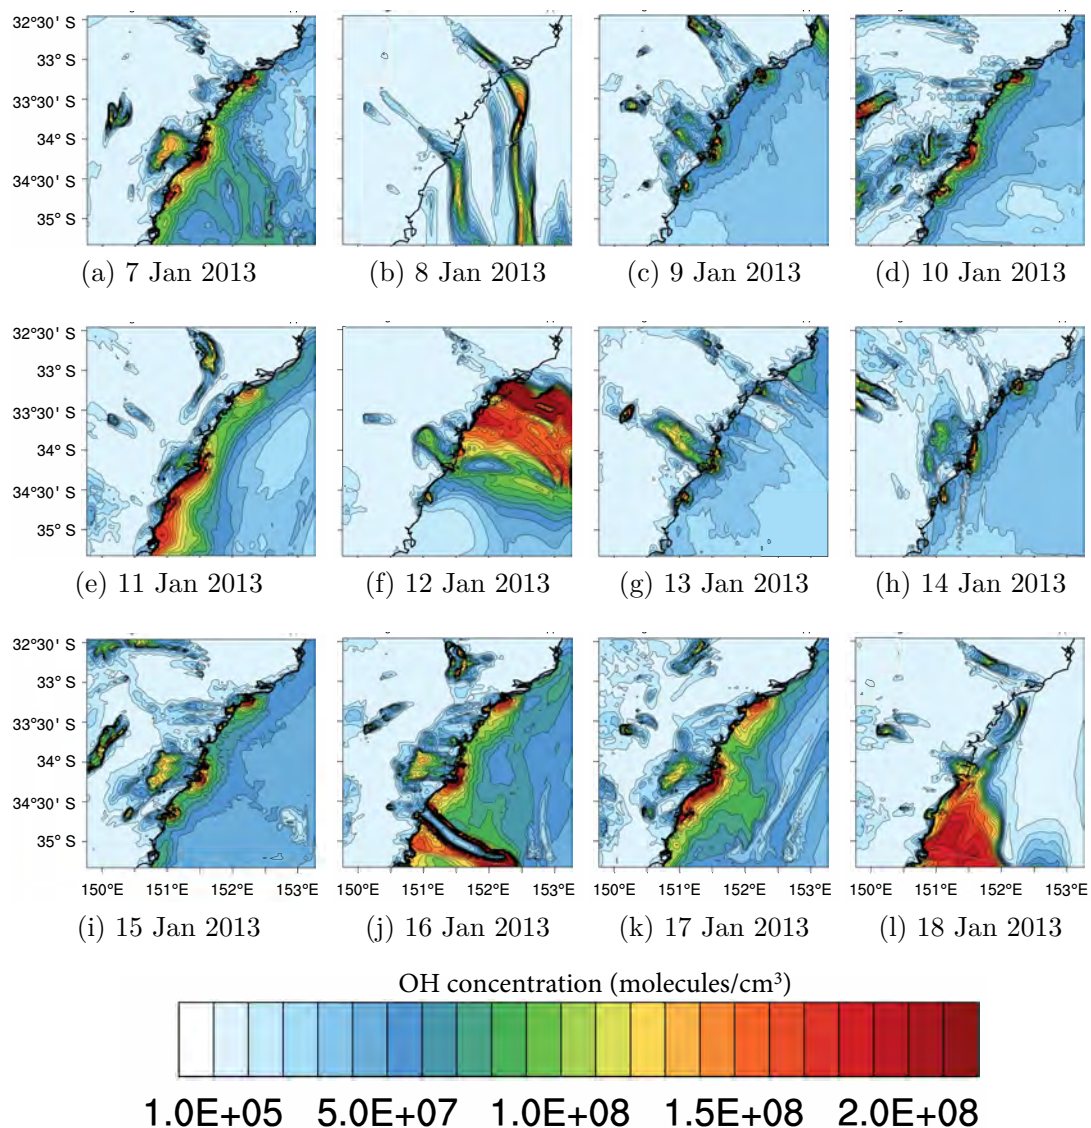 32°30' S
33° S
33°30' S
34° S
34°30' S
35° S
(a) 7 Jan 2013
(b) 8 Jan 2013
(c) 9 Jan 2013
(d) 10 Jan 2013
32°30' S
33° S
33°30' S
34° S
34°30' S
35° S
(e) 11 Jan 2013
(f) 12 Jan 2013
(g) 13 Jan 2013
(h) 14 Jan 2013
32°30' S
33° S
33°30' S
34° S
34°30' S
35° S
150°E 151°E 152°E 153°E
150°E 151°E 152°E 153°E
150°E 151°E 152°E 153°E
150°E 151°E 152°E 153°E
(i) 15 Jan 2013
(j) 16 Jan 2013
(k) 17 Jan 2013
(l) 18 Jan 2013
OH concentration (molecules/cm³)
1.0E+05 5.0E+07 1.0E+08 1.5E+08 2.0E+08